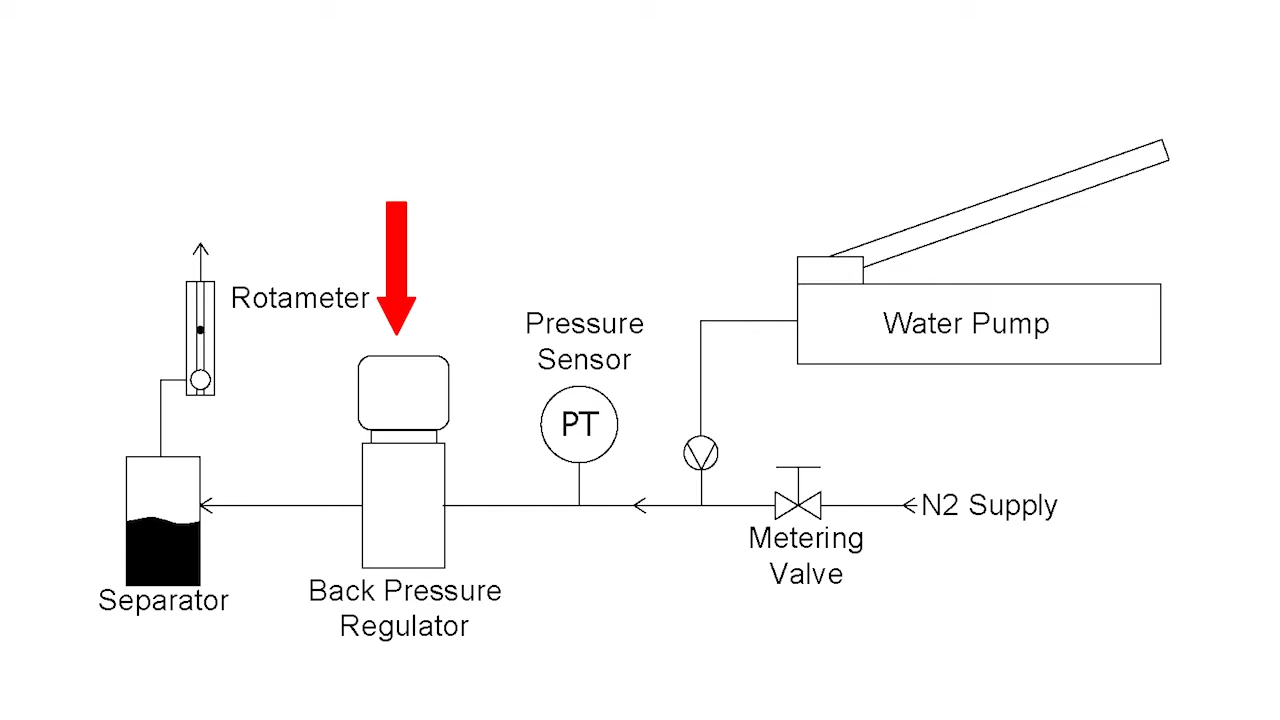 Rotameter
Pressure
Sensor
PT
Water Pump
N2 Supply
Metering
Valve
Back Pressure
Regulator
Separator